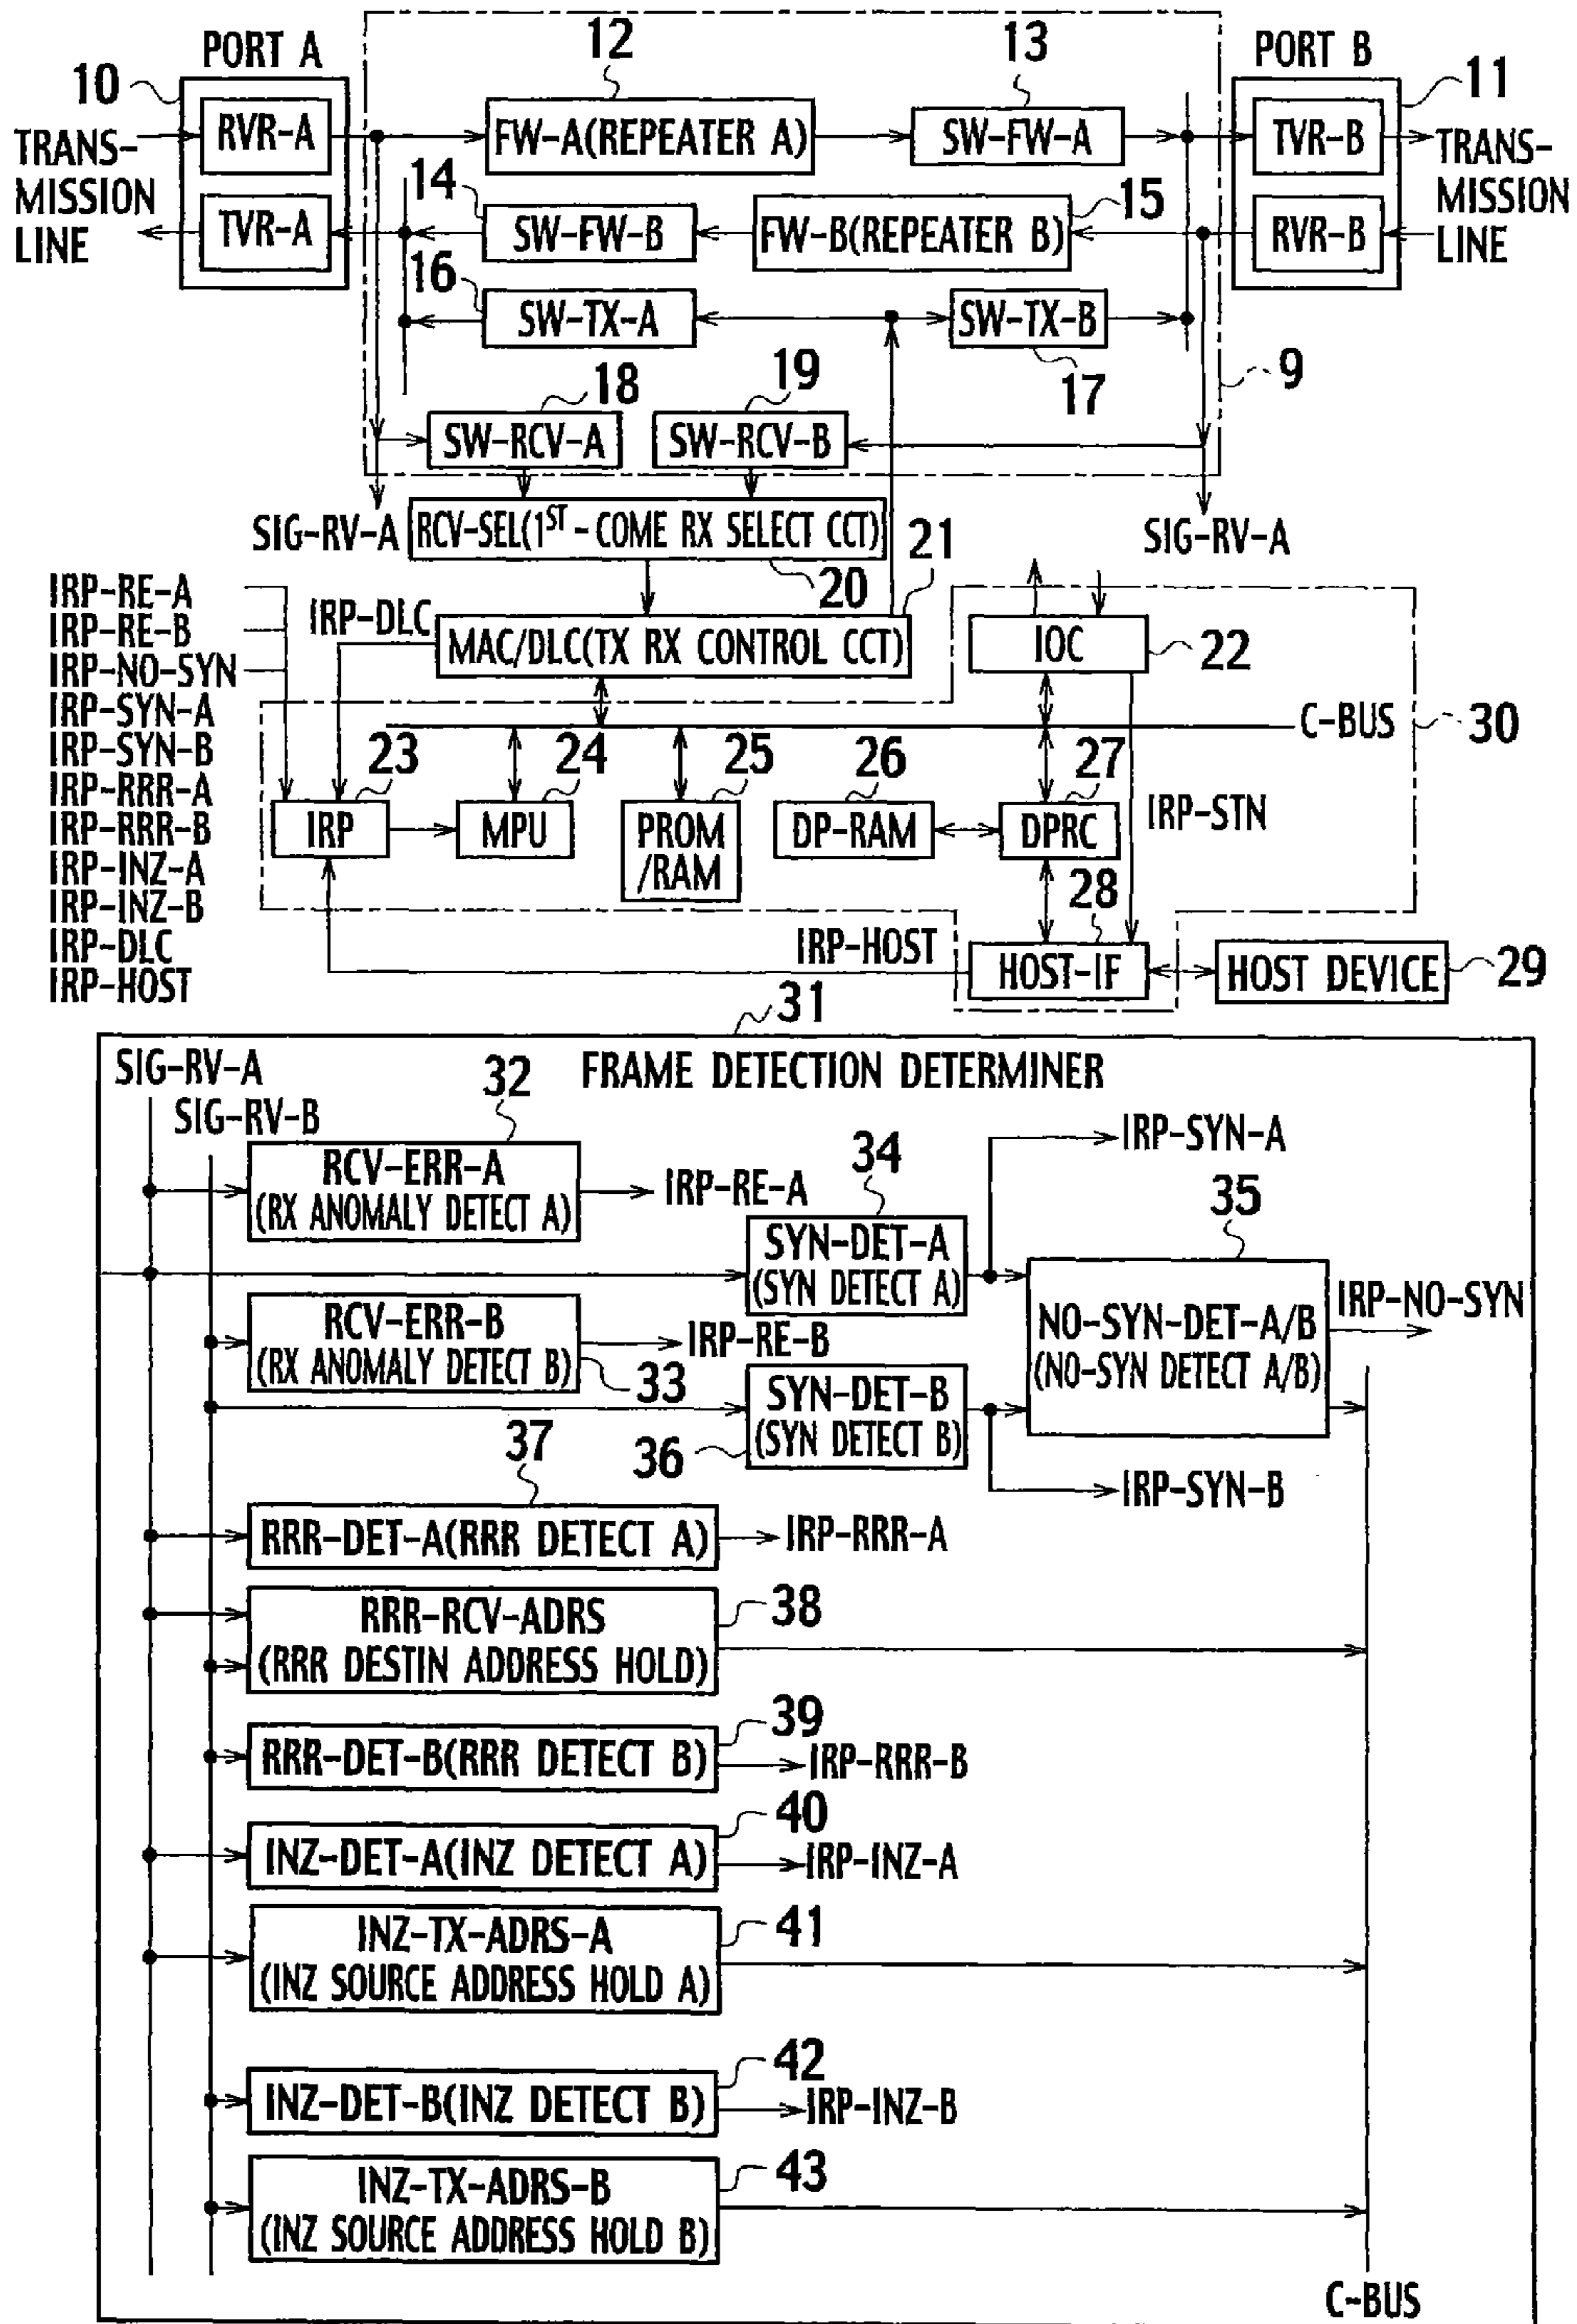 PORT A
12
13
PORT B
10
11
RVR-A
FW-A(REPEATER A)
SW-FW-A
TVR-B
TRANS-
MISSION
LINE
TRANS-
MISSION
LINE
14
15
TVR-A
SW-FW-B
FW-B(REPEATER B)
RVR-B
16
SW-TX-A
SW-TX-B
17
9
18
19
SW-RCV-A
SW-RCV-B
SIG-RV-A
RCV-SEL(1ST-COME RX SELECT CCT)
20
21
SIG-RV-A
IRP-RE-A
IRP-RE-B
IRP-NO-SYN
IRP-SYN-A
IRP-SYN-B
IRP-RRR-A
IRP-RRR-B
IRP-INZ-A
IRP-INZ-B
IRP-DLC
IRP-HOST
IRP-DLC
MAC/DLC(TX RX CONTROL CCT)
IOC
22
C-BUS
30
23
24
25
26
27
IRP
MPU
PROM
/RAM
DP-RAM
DPRC
IRP-STN
28
IRP-HOST
HOST-IF
HOST DEVICE
29
31
SIG-RV-A
FRAME DETECTION DETERMINER
SIG-RV-B
32
RCV-ERR-A
(RX ANOMALY DETECT A)
IRP-RE-A
34
IRP-SYN-A
SYN-DET-A
(SYN DETECT A)
35
RCV-ERR-B
(RX ANOMALY DETECT B)
IRP-RE-B
33
NO-SYN-DET-A/B
(NO-SYN DETECT A/B)
IRP-NO-SYN
SYN-DET-B
(SYN DETECT B)
36
IRP-SYN-B
37
RRR-DET-A(RRR DETECT A)
IRP-RRR-A
RRR-RCV-ADRS
(RRR DESTIN ADDRESS HOLD)
38
39
RRR-DET-B(RRR DETECT B)
IRP-RRR-B
40
INZ-DET-A(INZ DETECT A)
IRP-INZ-A
INZ-TX-ADRS-A
(INZ SOURCE ADDRESS HOLD A)
41
42
INZ-DET-B(INZ DETECT B)
IRP-INZ-B
INZ-TX-ADRS-B
(INZ SOURCE ADDRESS HOLD B)
43
C-BUS